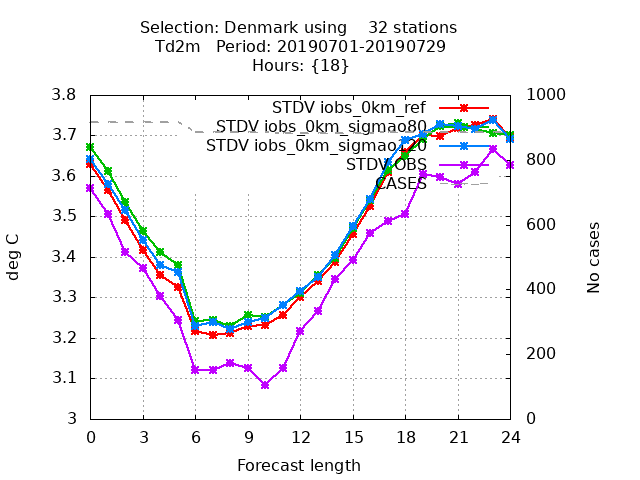 Selection: Denmark using 32 stations
Td2m Period: 20190701-20190729
Hours: {18}
3.8
3.7
3.6
3.5
3.4
3.3
3.2
3.1
3
deg C
1000
800
600
400
200
0
No cases
STDV iobs_0km_ref
STDV iobs_0km_sigmao80
STDV iobs_0km_sigmao120
STDV OBS
CASES
0 3 6 9 12 15 18 21 24
Forecast length